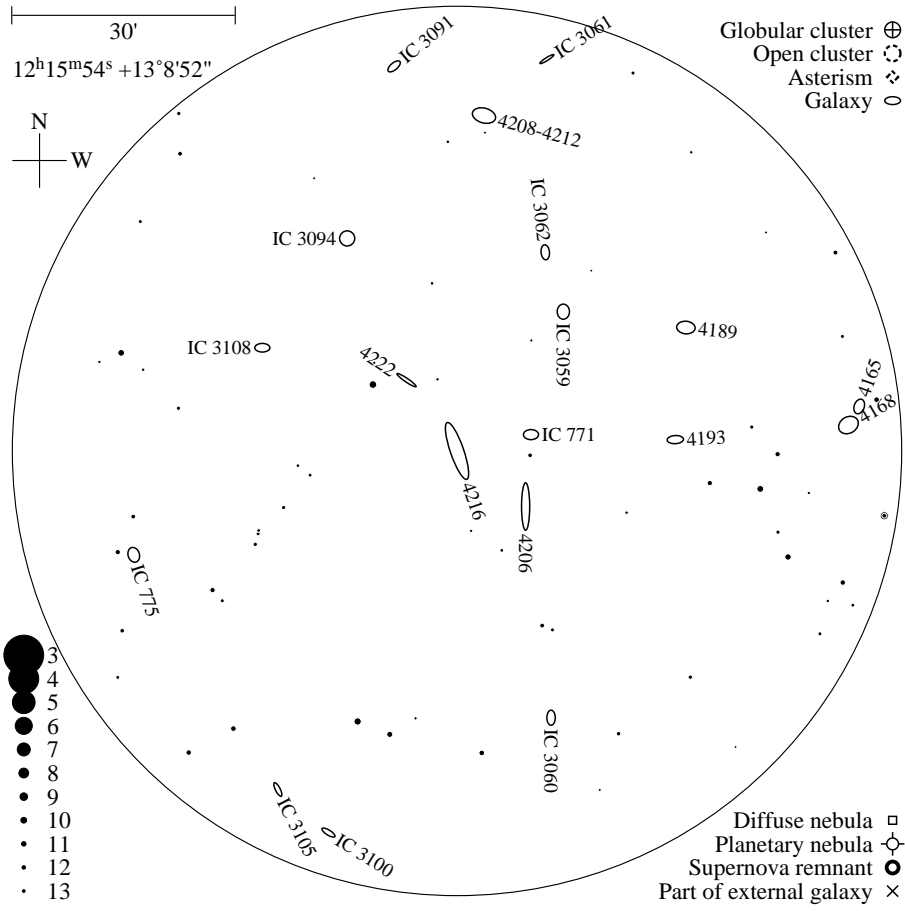 30'
12h15m54s +13°8'52"
N
W
Globular cluster
Open cluster
Asterism
Galaxy
IC 3091
IC 3061
4208-4212
IC 3062
IC 3094
IC 3059
4189
IC 3108
4222
4165
4168
IC 771
4193
4216
4206
IC 775
IC 3060
IC 3105
IC 3100
3
4
5
6
7
8
9
10
11
12
13
Diffuse nebula
Planetary nebula
Supernova remnant
Part of external galaxy